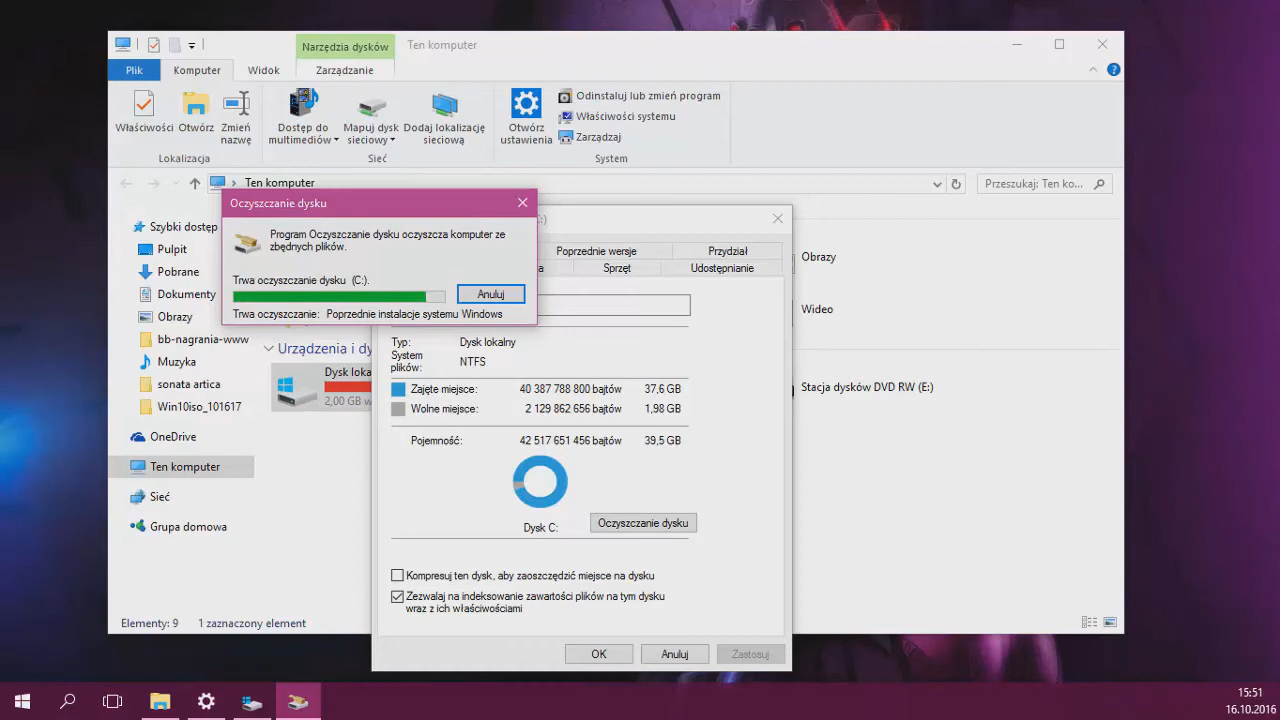 Narzędzia dysków
Ten komputer
Plik
Komputer
Widok
Zarządzanie
Właściwości
Otwórz
Zmień
nazwę
Dostęp do
multimediów
Mapuj dysk
sieciowy
Dodaj lokalizację
sieciową
Otwórz
ustawienia
Odinstaluj lub zmień program
Właściwości systemu
Zarządzaj
Lokalizacja
Sieć
System
Ten komputer
Przeszukaj: Ten ko...
Szybki dostęp
Pulpit
Pobrane
Dokumenty
Obrazy
bb-nagrania-www
Muzyka
sonata artica
Win10iso_101617
OneDrive
Ten komputer
Sieć
Grupa domowa
Oczyszczanie dysku
Program Oczyszczanie dysku oczyszcza komputer ze
zbędnych plików.
Trwa oczyszczanie dysku (C:).
Anuluj
Trwa oczyszczanie: Poprzednie instalacje systemu Windows
Urządzenia i dy
Dysk loka
2,00 GB w
Poprzednie wersje
Przydział
Sprzęt
Udostępnianie
Typ:
Dysk lokalny
System
plików:
NTFS
Zajęte miejsce:
40 387 788 800 bajtów
37,6 GB
Wolne miejsce:
2 129 862 656 bajtów
1,98 GB
Pojemność:
42 517 651 456 bajtów
39,5 GB
Dysk C:
Oczyszczanie dysku
Kompresuj ten dysk, aby zaoszczędzić miejsce na dysku
Zezwalaj na indeksowanie zawartości plików na tym dysku
wraz z ich właściwościami
OK
Anuluj
Zastosuj
Obrazy
Wideo
Stacja dysków DVD RW (E:)
Elementy: 9
1 zaznaczony element
15:51
16.10.2016